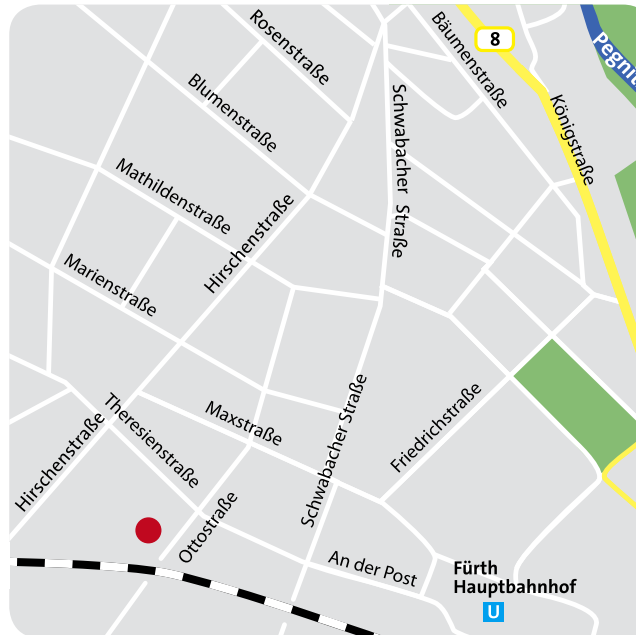 Rosenstraße
Bäumenstraße
8
Pegnit
Blumenstraße
Schwabacher Straße
Königstraße
Mathildenstraße
Hirschenstraße
Marienstraße
Theresienstraße
Maxstraße
Schwabacher Straße
Friedrichstraße
Hirschenstraße
Ottostraße
An der Post
Fürth
Hauptbahnhof
U